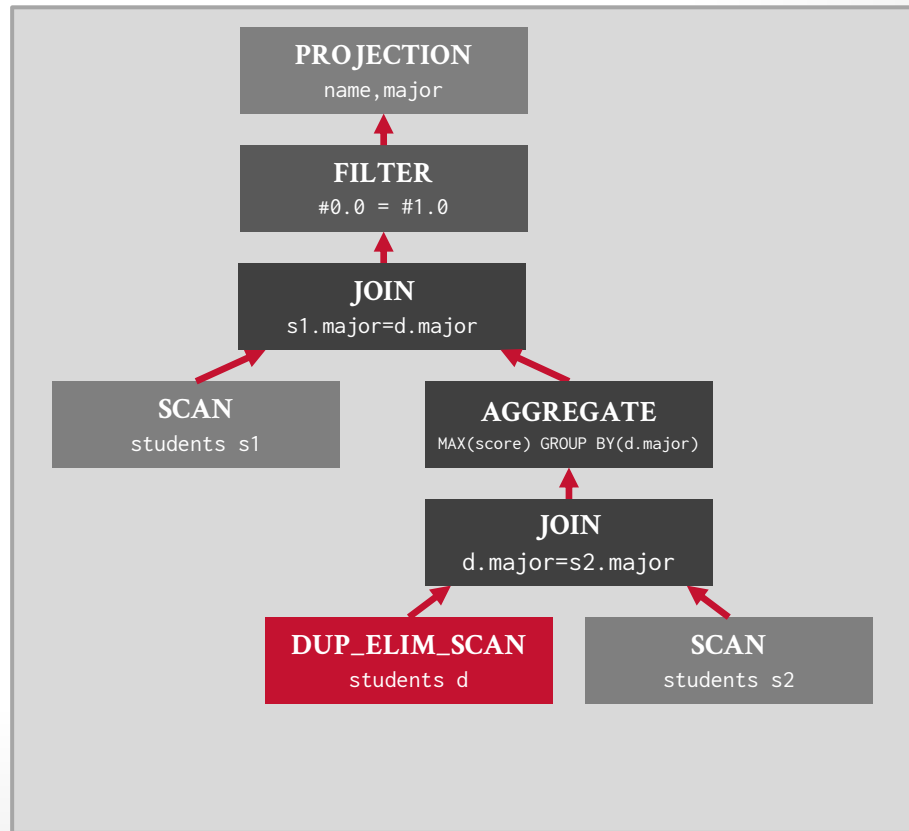 PROJECTION
name,major
FILTER
#0.0 = #1.0
JOIN
s1.major=d.major
SCAN
students s1
AGGREGATE
MAX(score) GROUP BY(d.major)
JOIN
d.major=s2.major
DUP_ELIM_SCAN
students d
SCAN
students s2